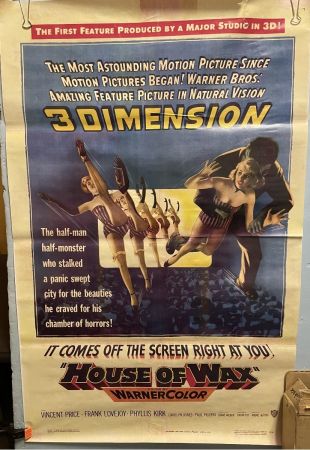 THE FIRST FEATURE PRODUCED BY A MAJOR STUDIO IN 3D!
THE MOST ASTOUNDING MOTION PICTURE SINCE
MOTION PICTURES BEGAN! WARNER BROS.'
AMAZING FEATURE PICTURE IN NATURAL VISION
3 DIMENSION
The half-man
half-monster
who stalked
a panic swept
city for the beauties
he craved for his
chamber of horrors!
IT COMES OFF THE SCREEN RIGHT AT YOU!
"HOUSE OF WAX"
WARNERCOLOR
VINCENT PRICE - FRANK LOVEJOY - PHYLLIS KIRK